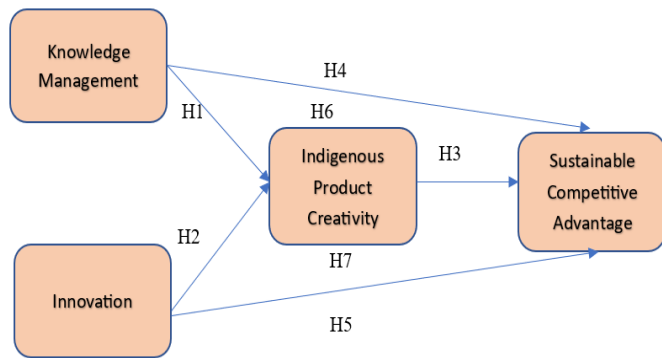 Knowledge
Management
H4
H1
H6
Indigenous
Product
Creativity
H3
Sustainable
Competitive
Advantage
H2
H7
Innovation
H5